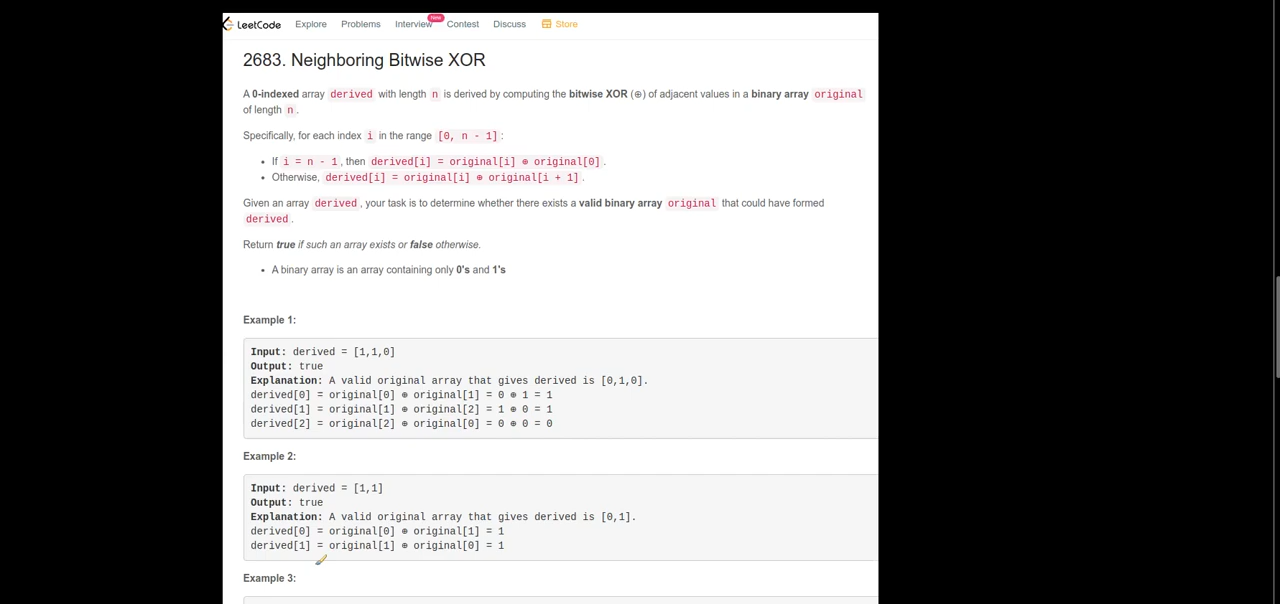 LeetCode Explore Problems Interview New Contest Discuss Store
2683. Neighboring Bitwise XOR
A 0-indexed array derived with length n is derived by computing the bitwise XOR (⊕) of adjacent values in a binary array original
of length n.
Specifically, for each index i in the range [0, n - 1]:
• If i = n - 1, then derived[i] = original[i] ⊕ original[0].
• Otherwise, derived[i] = original[i] ⊕ original[i + 1].
Given an array derived, your task is to determine whether there exists a valid binary array original that could have formed
derived.
Return true if such an array exists or false otherwise.
• A binary array is an array containing only 0's and 1's
Example 1:
Input: derived = [1,1,0]
Output: true
Explanation: A valid original array that gives derived is [0,1,0].
derived[0] = original[0] ⊕ original[1] = 0 ⊕ 1 = 1
derived[1] = original[1] ⊕ original[2] = 1 ⊕ 0 = 1
derived[2] = original[2] ⊕ original[0] = 0 ⊕ 0 = 0
Example 2:
Input: derived = [1,1]
Output: true
Explanation: A valid original array that gives derived is [0,1].
derived[0] = original[0] ⊕ original[1] = 1
derived[1] = original[1] ⊕ original[0] = 1
Example 3: